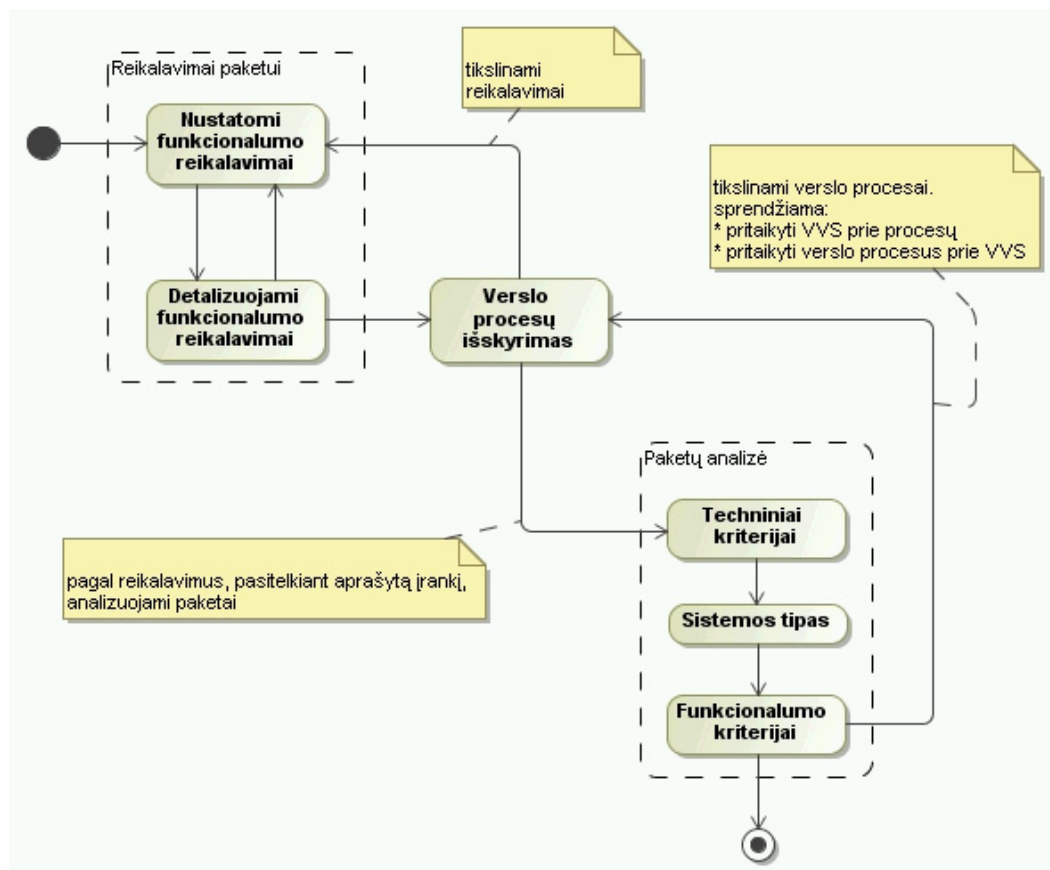 Reikalavimai paketui
Nustatomi
funkcionalumo
reikalavimai
tikslinami
reikalavimai
tikslinami verslo procesai.
sprendžiama:
* pritaikyti VVS prie procesų
* pritaikyti verslo procesus prie VVS
Detalizuojami
funkcionalumo
reikalavimai
Verslo
procesų
išskyrimas
Paketų analizė
Techniniai
kriterijai
pagal reikalavimus, pasitelkiant aprašytą įrankį,
analizuojami paketai
Sistemos tipas
Funkcionalumo
kriterijai